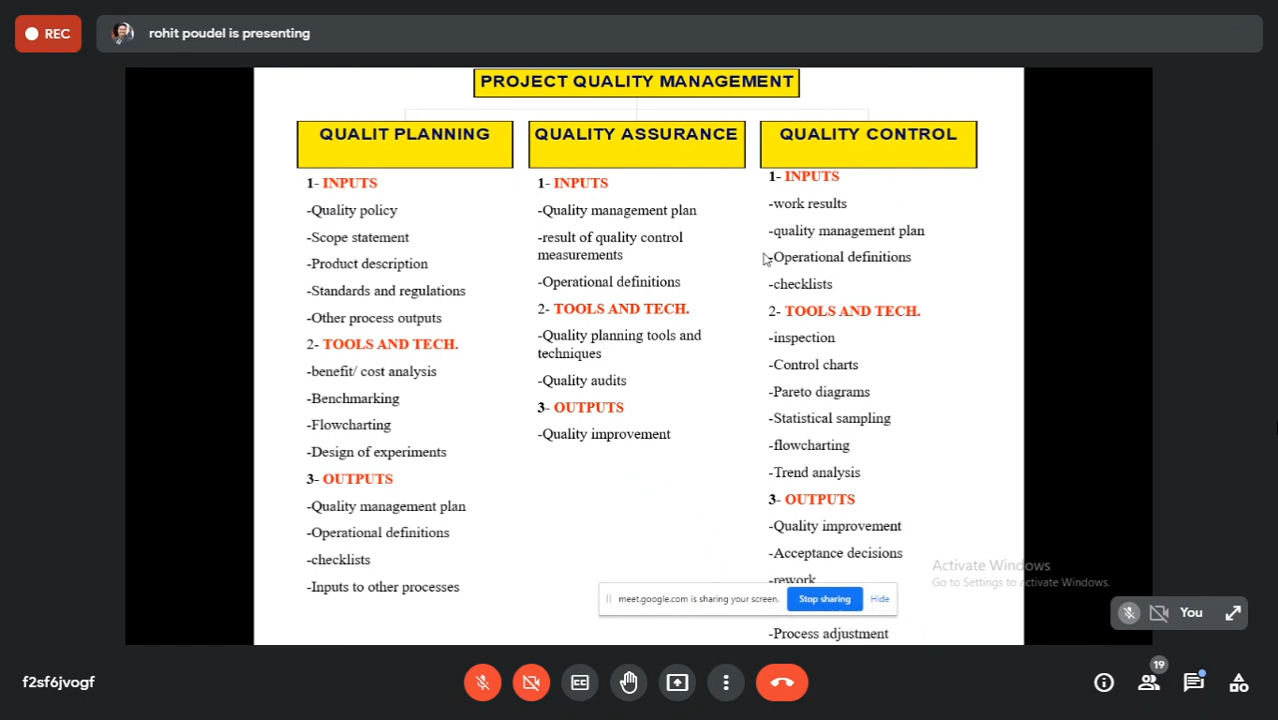 REC
rohit poudel is presenting
PROJECT QUALITY MANAGEMENT
QUALIT PLANNING
1- INPUTS
-Quality policy
-Scope statement
-Product description
-Standards and regulations
-Other process outputs
2- TOOLS AND TECH.
-benefit/ cost analysis
-Benchmarking
-Flowcharting
-Design of experiments
3- OUTPUTS
-Quality management plan
-Operational definitions
-checklists
-Inputs to other processes
QUALITY ASSURANCE
1- INPUTS
-Quality management plan
-result of quality control
measurements
-Operational definitions
2- TOOLS AND TECH.
-Quality planning tools and
techniques
-Quality audits
3- OUTPUTS
-Quality improvement
QUALITY CONTROL
1- INPUTS
-work results
-quality management plan
-Operational definitions
-checklists
2- TOOLS AND TECH.
-inspection
-Control charts
-Pareto diagrams
-Statistical sampling
-flowcharting
-Trend analysis
3- OUTPUTS
-Quality improvement
-Acceptance decisions
-rework
-Process adjustment
Activate Windows
Go to Settings to activate Windows.
meet.google.com is sharing your screen.
Stop sharing
Hide
You
f2sf6jvogf
CC
19